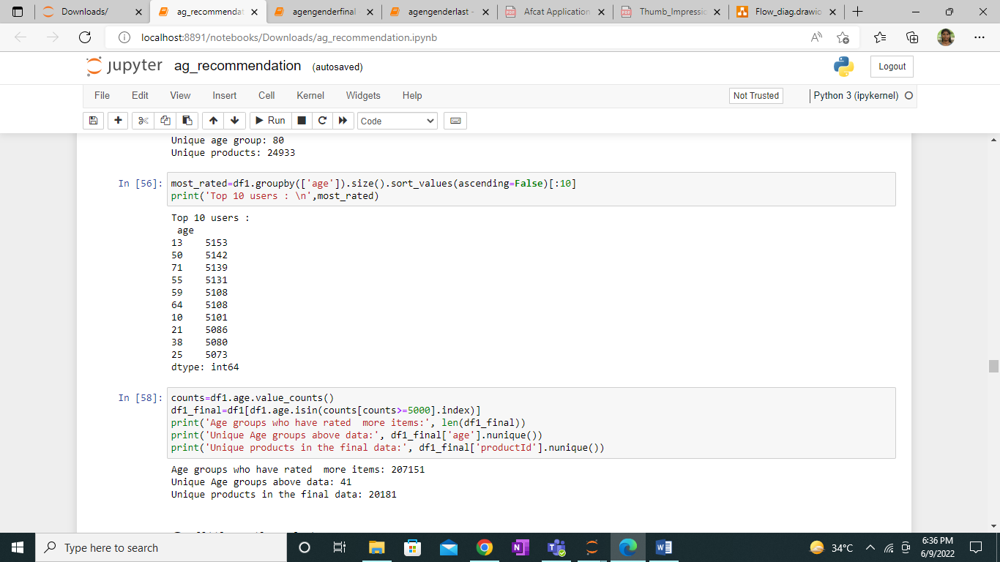 Downloads/
ag_recommendat
agengenderfinal
agengenderlast -
Afcat Application
Thumb_Impressic
Flow_diag.drawio
localhost:8891/notebooks/Downloads/ag_recommendation.ipynb
jupyter ag_recommendation (autosaved)
Logout
File Edit View Insert Cell Kernel Widgets Help
Not Trusted
Python 3 (ipykernel)
Run
Code
Unique age group: 80
Unique products: 24933
In [56]:
most_rated=df1.groupby(['age']).size().sort_values(ascending=False)[:10]
print('Top 10 users : \n',most_rated)
Top 10 users :
age
13 5153
50 5142
71 5139
55 5131
59 5108
64 5108
10 5101
21 5086
38 5080
25 5073
dtype: int64
In [58]:
counts=df1.age.value_counts()
df1_final=df1[df1.age.isin(counts[counts>=5000].index)]
print('Age groups who have rated  more items:', len(df1_final))
print('Unique Age groups above data:', df1_final['age'].nunique())
print('Unique products in the final data:', df1_final['productId'].nunique())
Age groups who have rated  more items: 207151
Unique Age groups above data: 41
Unique products in the final data: 20181
Type here to search
34°C
6:36 PM
6/9/2022